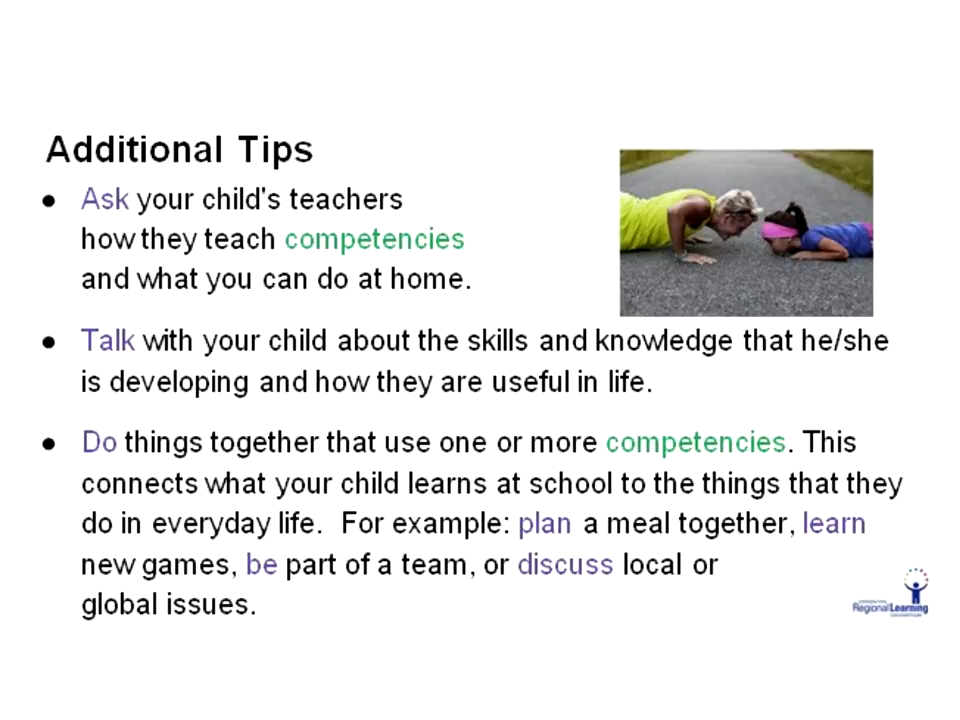 Additional Tips
● Ask your child's teachers
how they teach competencies
and what you can do at home.
● Talk with your child about the skills and knowledge that he/she
is developing and how they are useful in life.
● Do things together that use one or more competencies. This
connects what your child learns at school to the things that they
do in everyday life. For example: plan a meal together, learn
new games, be part of a team, or discuss local or
global issues.
RegionalLearning